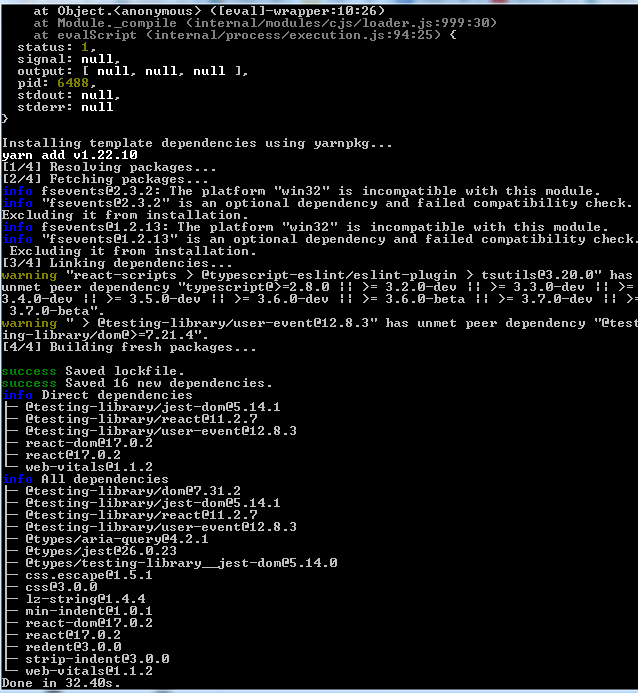 at Object.<anonymous> ([eval]-wrapper:10:26)
    at Module._compile (internal/modules/cjs/loader.js:999:30)
    at evalScript (internal/process/execution.js:94:25) {
  status: 1,
  signal: null,
  output: [ null, null, null ],
  pid: 6488,
  stdout: null,
  stderr: null
}
Installing template dependencies using yarnpkg...
yarn add v1.22.10
[1/4] Resolving packages...
[2/4] Fetching packages...
info fsevents@2.3.2: The platform "win32" is incompatible with this module.
info "fsevents@2.3.2" is an optional dependency and failed compatibility check.
Excluding it from installation.
info fsevents@1.2.13: The platform "win32" is incompatible with this module.
info "fsevents@1.2.13" is an optional dependency and failed compatibility check.
 Excluding it from installation.
[3/4] Linking dependencies...
warning "react-scripts > @typescript-eslint/eslint-plugin > tsutils@3.20.0" has
unmet peer dependency "typescript@>=2.8.0 || >= 3.2.0-dev || >= 3.3.0-dev || >=
3.4.0-dev || >= 3.5.0-dev || >= 3.6.0-dev || >= 3.6.0-beta || >= 3.7.0-dev || >=
 3.7.0-beta".
warning " > @testing-library/user-event@12.8.3" has unmet peer dependency "@test
ing-library/dom@>=7.21.4".
[4/4] Building fresh packages...
success Saved lockfile.
success Saved 16 new dependencies.
info Direct dependencies
├─ @testing-library/jest-dom@5.14.1
├─ @testing-library/react@11.2.7
├─ @testing-library/user-event@12.8.3
├─ react-dom@17.0.2
├─ react@17.0.2
└─ web-vitals@1.1.2
info All dependencies
├─ @testing-library/dom@7.31.2
├─ @testing-library/jest-dom@5.14.1
├─ @testing-library/react@11.2.7
├─ @testing-library/user-event@12.8.3
├─ @types/aria-query@4.2.1
├─ @types/jest@26.0.23
├─ @types/testing-library__jest-dom@5.14.0
├─ css.escape@1.5.1
├─ css@3.0.0
├─ lz-string@1.4.4
├─ min-indent@1.0.1
├─ react-dom@17.0.2
├─ react@17.0.2
├─ redent@3.0.0
├─ strip-indent@3.0.0
└─ web-vitals@1.1.2
Done in 32.40s.